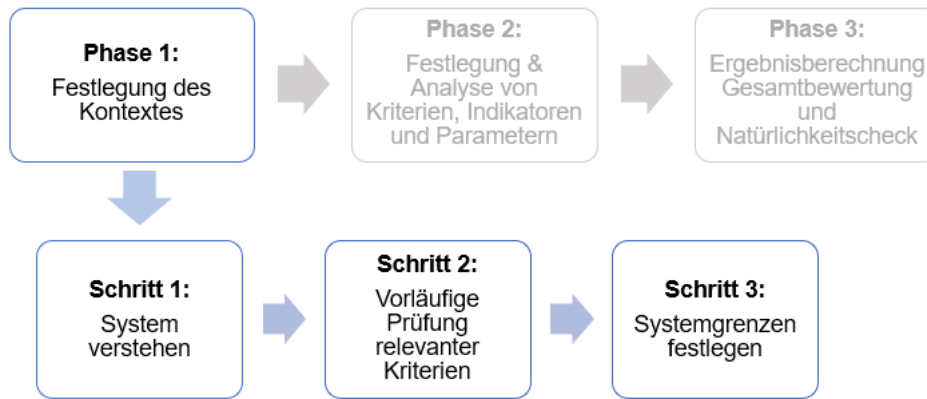 Phase 1:
Festlegung des
Kontextes
Phase 2:
Festlegung &
Analyse von
Kriterien, Indikatoren
und Parametern
Phase 3:
Ergebnisberechnung
Gesamtbewertung
und
Natürlichkeitscheck
Schritt 1:
System
verstehen
Schritt 2:
Vorläufige
Prüfung
relevanter
Kriterien
Schritt 3:
Systemgrenzen
festlegen